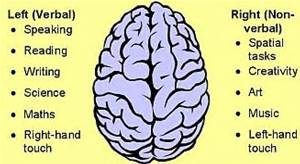 Left (Verbal)
• Speaking
• Reading
• Writing
• Science
• Maths
• Right-hand
touch
Right (Non-
verbal)
• Spatial
tasks
• Creativity
• Art
• Music
• Left-hand
touch